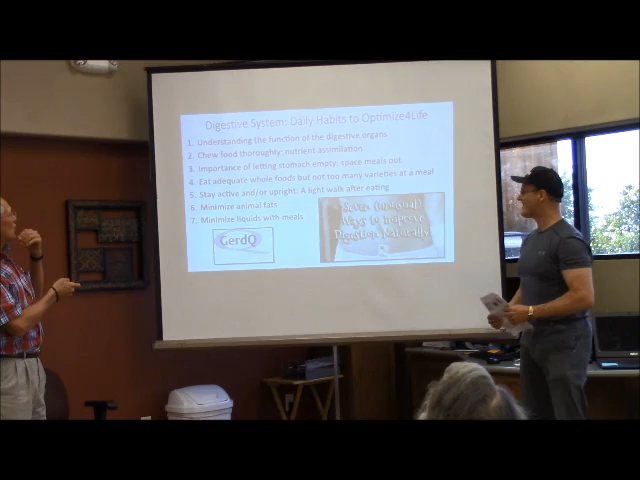 Digestive System: Daily Habits to Optimize4Life
1. Understanding the function of the digestive organs
2. Chew food thoroughly: nutrient assimilation
3. Importance of letting stomach empty: space meals out.
4. Eat adequate whole foods but not too many varieties at a meal
5. Stay active and/or upright: A light walk after eating
6. Minimize animal fats
7. Minimize liquids with meals
GerdQ
Seven (unusual)
Ways to Improve
Digestion Naturally!